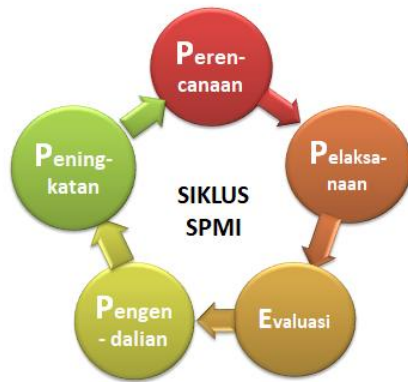 Peren-
canaan
Pelaksa-
naan
Evaluasi
Pengen
- dalian
Pening-
katan
SIKLUS
SPMI